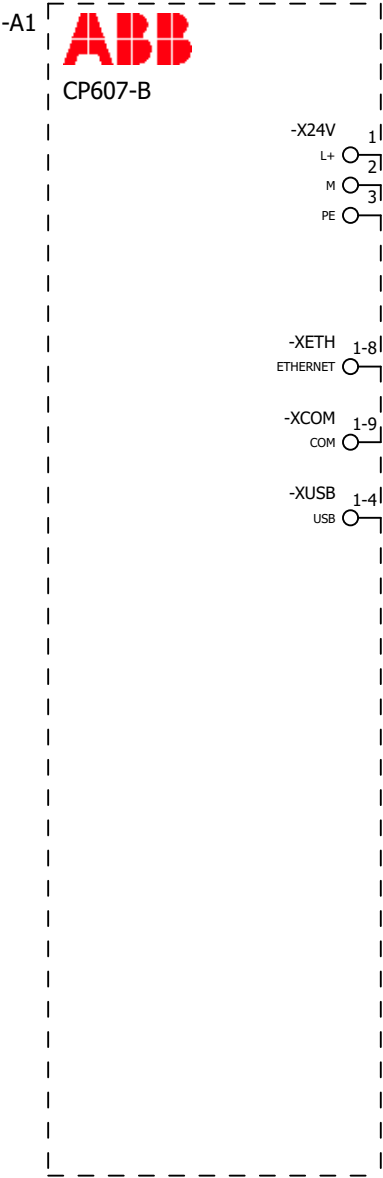 -A1
ABB
CP607-B
-X24V 1
L+
2
M
3
PE
-XETH 1-8
ETHERNET
-XCOM 1-9
COM
-XUSB 1-4
USB